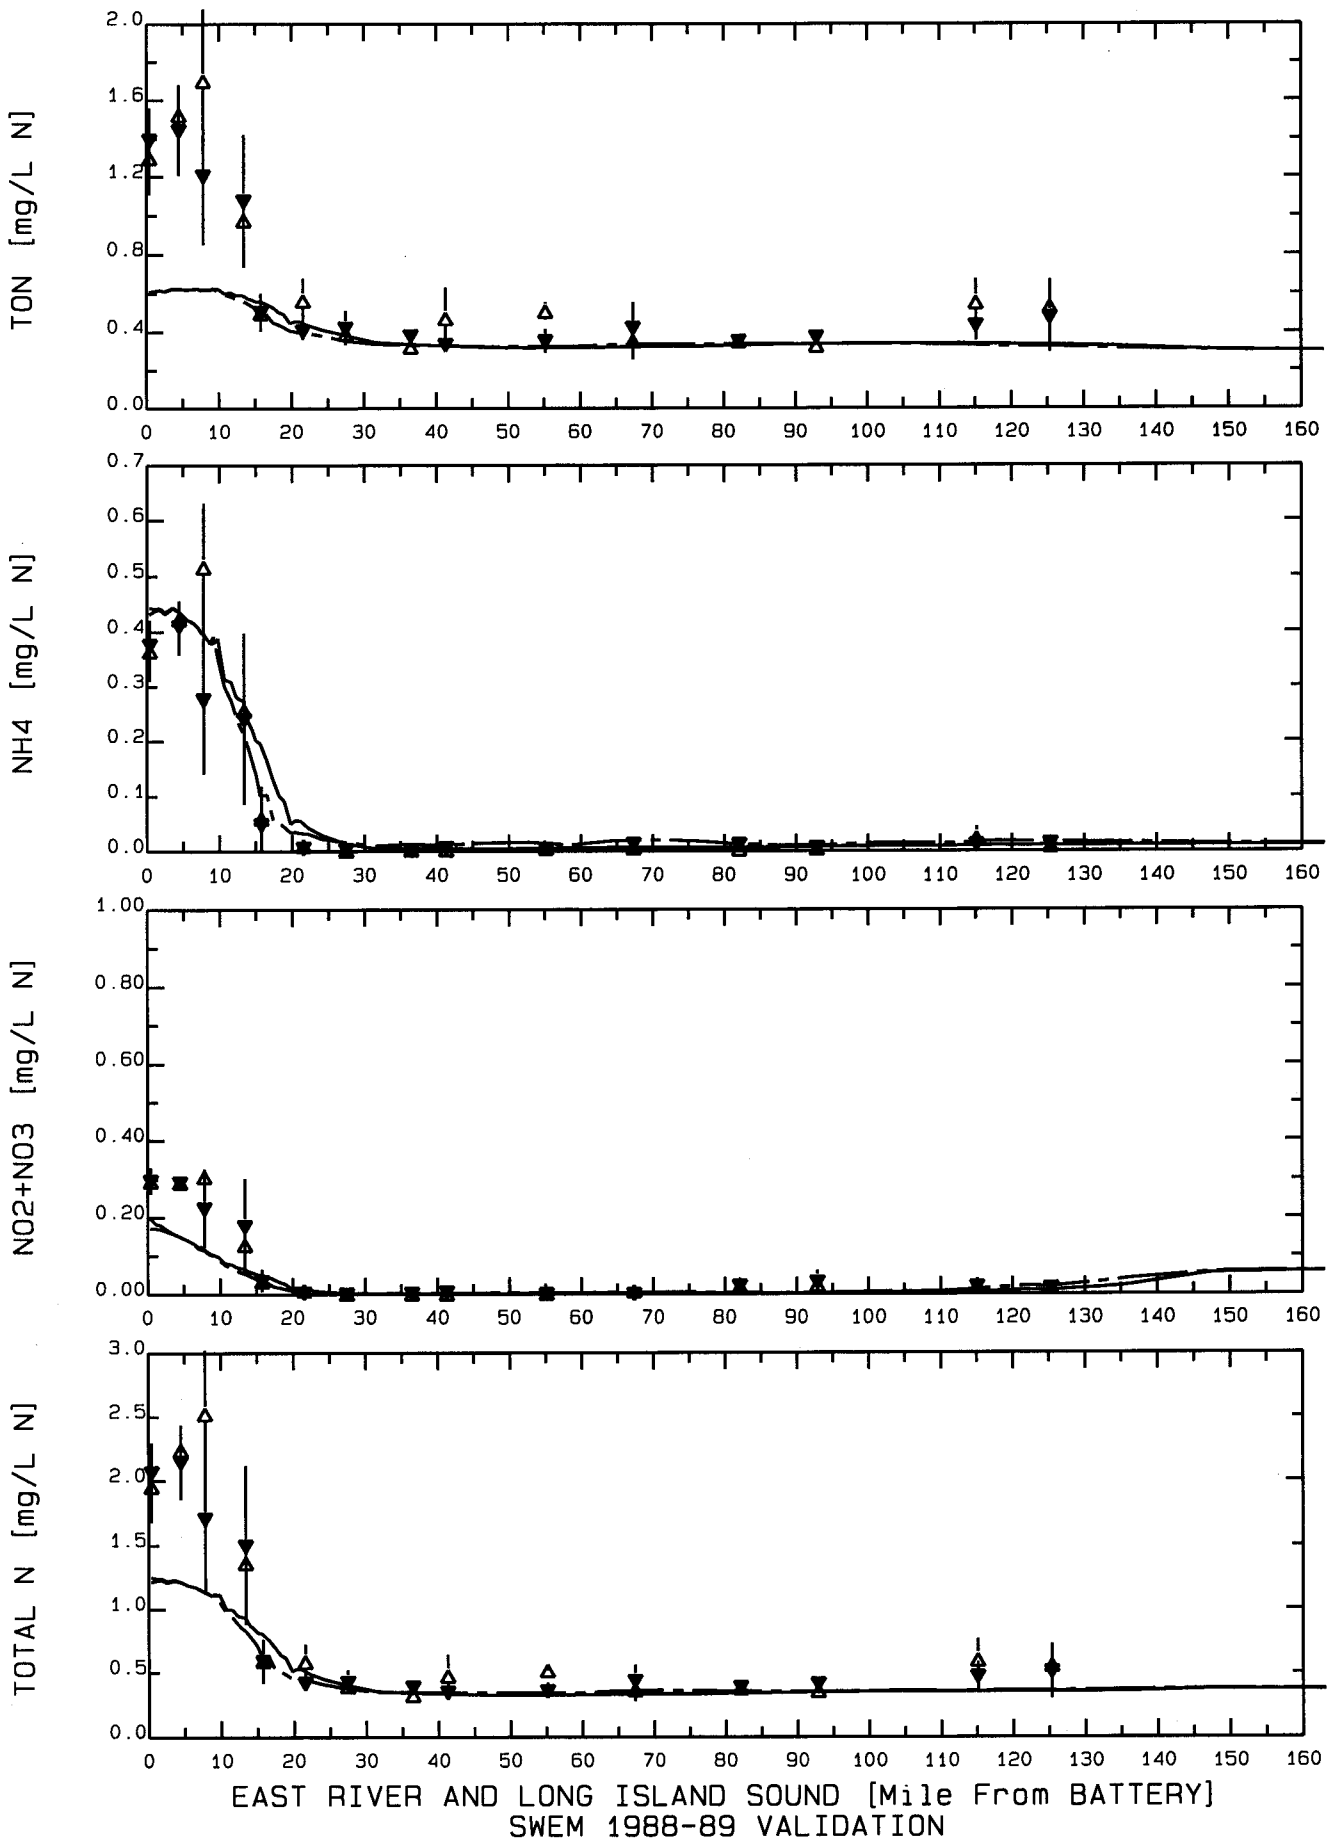 TON [mg/L N]
2.0
1.6
1.2
0.8
0.4
0.0
0 10 20 30 40 50 60 70 80 90 100 110 120 130 140 150 160
NH4 [mg/L N]
0.7
0.6
0.5
0.4
0.3
0.2
0.1
0.0
0 10 20 30 40 50 60 70 80 90 100 110 120 130 140 150 160
NO2+NO3 [mg/L N]
1.00
0.80
0.60
0.40
0.20
0.00
0 10 20 30 40 50 60 70 80 90 100 110 120 130 140 150 160
TOTAL N [mg/L N]
3.0
2.5
2.0
1.5
1.0
0.5
0.0
0 10 20 30 40 50 60 70 80 90 100 110 120 130 140 150 160
EAST RIVER AND LONG ISLAND SOUND [Mile From BATTERY]
SWEM 1988-89 VALIDATION